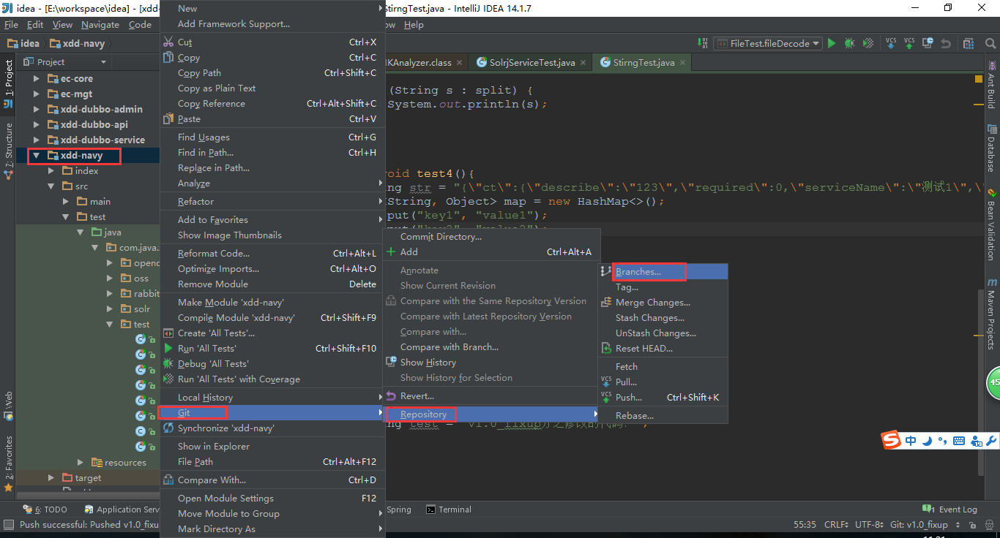 idea - [E:\workspace\idea] - [xdd-
StirngTest.java - IntelliJ IDEA 14.1.7
File Edit View Navigate Code
Help
idea xdd-navy
FileTest.fileDecode
VCS VCS
Project
IKAnalyzer.class
SolrjServiceTest.java
StirngTest.java
1: Project
7: Structure
Web
2: Favorites
ec-core
ec-mgt
xdd-dubbo-admin
xdd-dubbo-api
xdd-dubbo-service
xdd-navy
index
src
main
test
java
com.java.
openo
oss
rabbit
solr
test
resources
target
New
Add Framework Support...
Cut Ctrl+X
Copy Ctrl+C
Copy Path Ctrl+Shift+C
Copy as Plain Text
Copy Reference Ctrl+Alt+Shift+C
Paste Ctrl+V
Find Usages Ctrl+G
Find in Path... Ctrl+H
Replace in Path...
Analyze
Refactor
Add to Favorites
Show Image Thumbnails
Reformat Code... Ctrl+Alt+L
Optimize Imports... Ctrl+Alt+O
Remove Module Delete
Make Module 'xdd-navy'
Compile Module 'xdd-navy' Ctrl+Shift+F9
Create 'All Tests'...
Run 'All Tests' Ctrl+Shift+F10
Debug 'All Tests'
Run 'All Tests' with Coverage
Local History
Git
Synchronize 'xdd-navy'
Show in Explorer
File Path Ctrl+Alt+F12
Compare With... Ctrl+D
Open Module Settings F12
Move Module to Group
Mark Directory As
(String s : split) {
System.out.println(s);
void test4(){
ng str = "{\"ct\":{\"describe\":\"123\",\"required\":0,\"serviceName\":\"测试1\",\
<String, Object> map = new HashMap<>();
put("key1", "value1");
Commit Directory...
Add Ctrl+Alt+A
Annotate
Show Current Revision
Compare with the Same Repository Version
Compare with Latest Repository Version
Compare with...
Compare with Branch...
Show History
Show History for Selection
Revert...
Repository
Branches...
Tag...
Merge Changes...
Stash Changes...
UnStash Changes...
Reset HEAD...
Fetch
VCS Pull...
VCS Push... Ctrl+Shift+K
Rebase...
ng test = "v1.0_fixup分之修改的代码!";
Ant Build
Database
Bean Validation
m Maven Projects
45
S 中
6: TODO Application Serv
Spring Terminal
1 Event Log
Push successful: Pushed v1.0_fixu
55:35 CRLF UTF-8 Git: v1.0_fixup